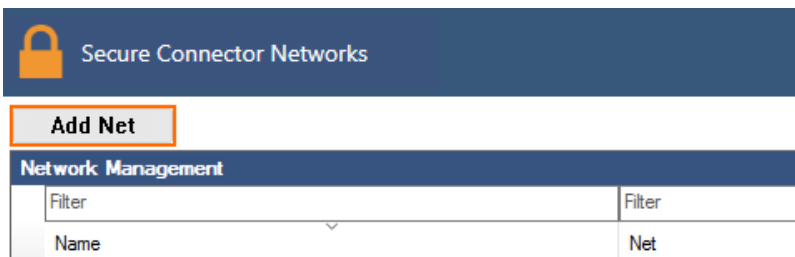 Secure Connector Networks
Add Net
Network Management
Filter Filter
Name Net